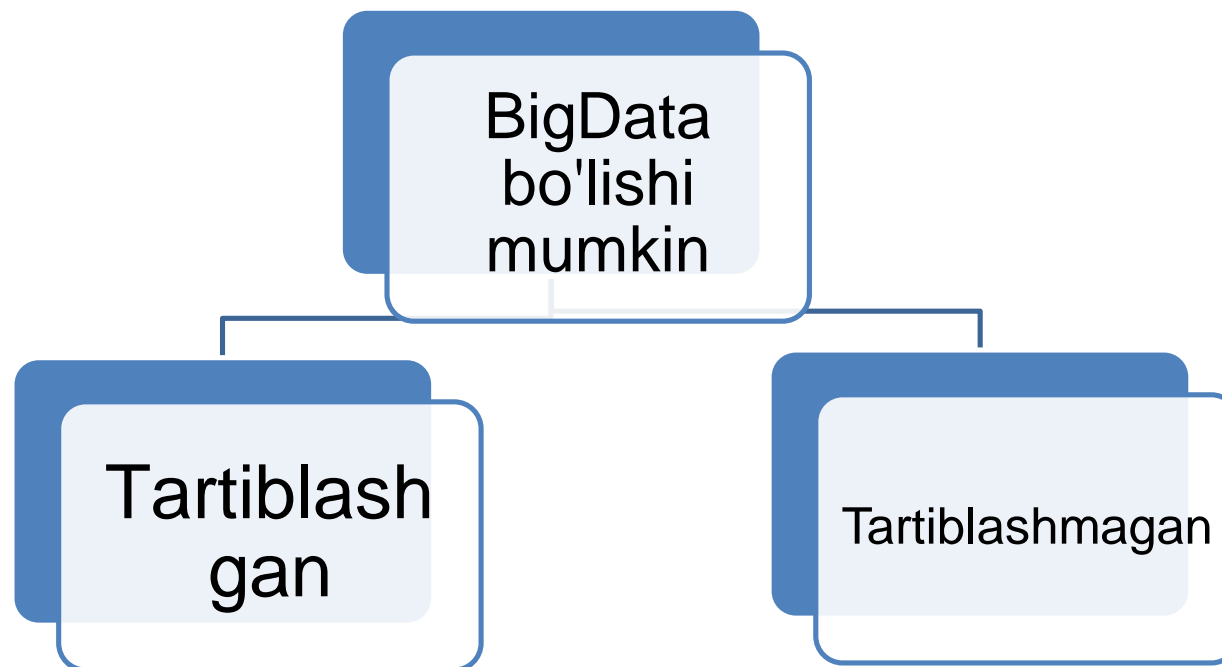 BigData
bo'lishi
mumkin
Tartiblash
gan
Tartiblashmagan